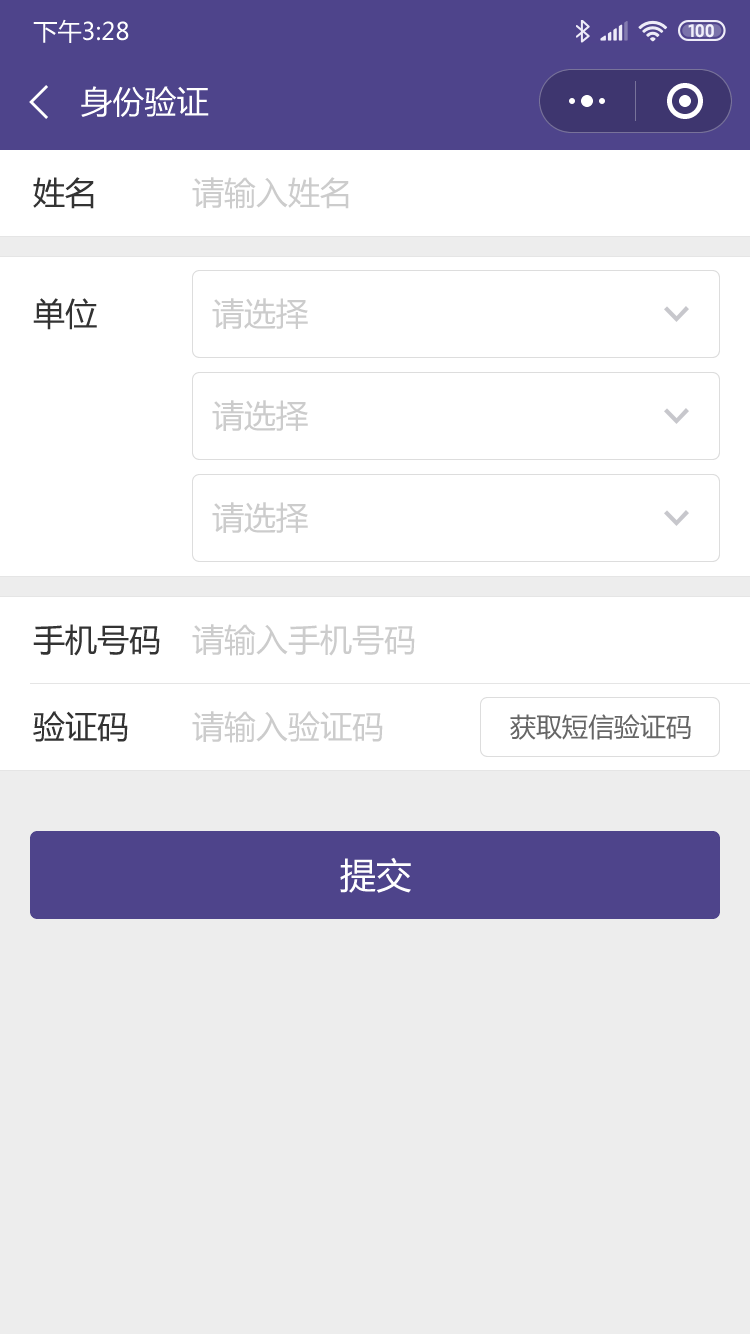 下午3:28
100
身份验证
姓名 请输入姓名
单位 请选择
请选择
请选择
手机号码 请输入手机号码
验证码 请输入验证码 获取短信验证码
提交